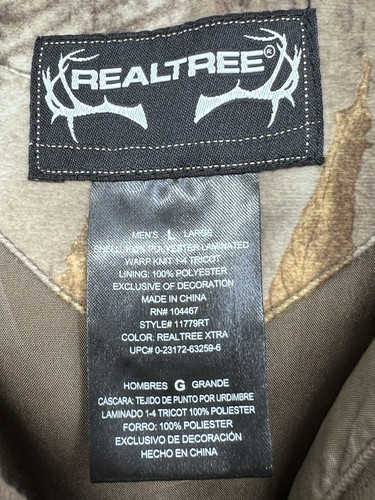 REALTREE®
MEN'S L LARGE
SHELL: 100% POLYESTER LAMINATED
WARP KNIT 1-4 TRICOT
LINING: 100% POLYESTER
EXCLUSIVE OF DECORATION
MADE IN CHINA
RN# 104467
STYLE# 11779RT
COLOR: REALTREE XTRA
UPC# 0-23172-63259-6
HOMBRES G GRANDE
CÁSCARA: TEJIDO DE PUNTO POR URDIMBRE
LAMINADO 1-4 TRICOT 100% POLIESTER
FORRO: 100% POLIESTER
EXCLUSIVO DE DECORACIÓN
HECHO EN CHINA